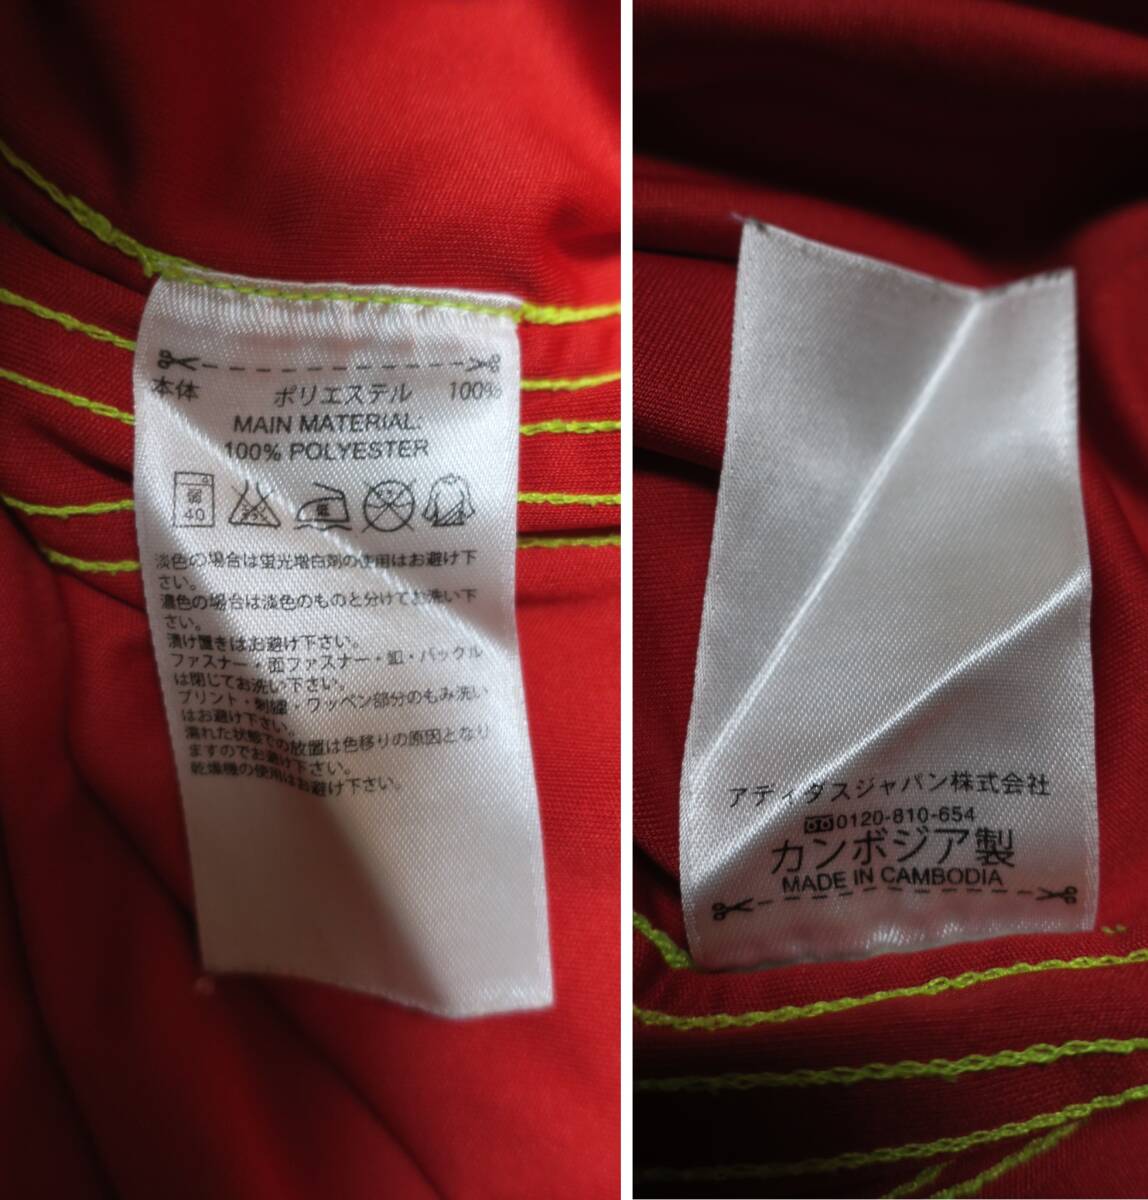 本体 ポリエステル 100%
MAIN MATERIAL:
100% POLYESTER
弱
40
淡色の場合は蛍光増白剤の使用はお避け下
さい。
濃色の場合は淡色のものと分けてお洗い下
さい。
漬け置きはお避け下さい。
ファスナー・面ファスナー・釦・バックル
は閉じてお洗い下さい。
プリント・刺繍・ワッペン部分のもみ洗い
はお避け下さい。
濡れた状態での放置は色移りの原因となり
ますのでお避け下さい。
乾燥機の使用はお避け下さい。
アディダスジャパン株式会社
0120-810-654
カンボジア製
MADE IN CAMBODIA